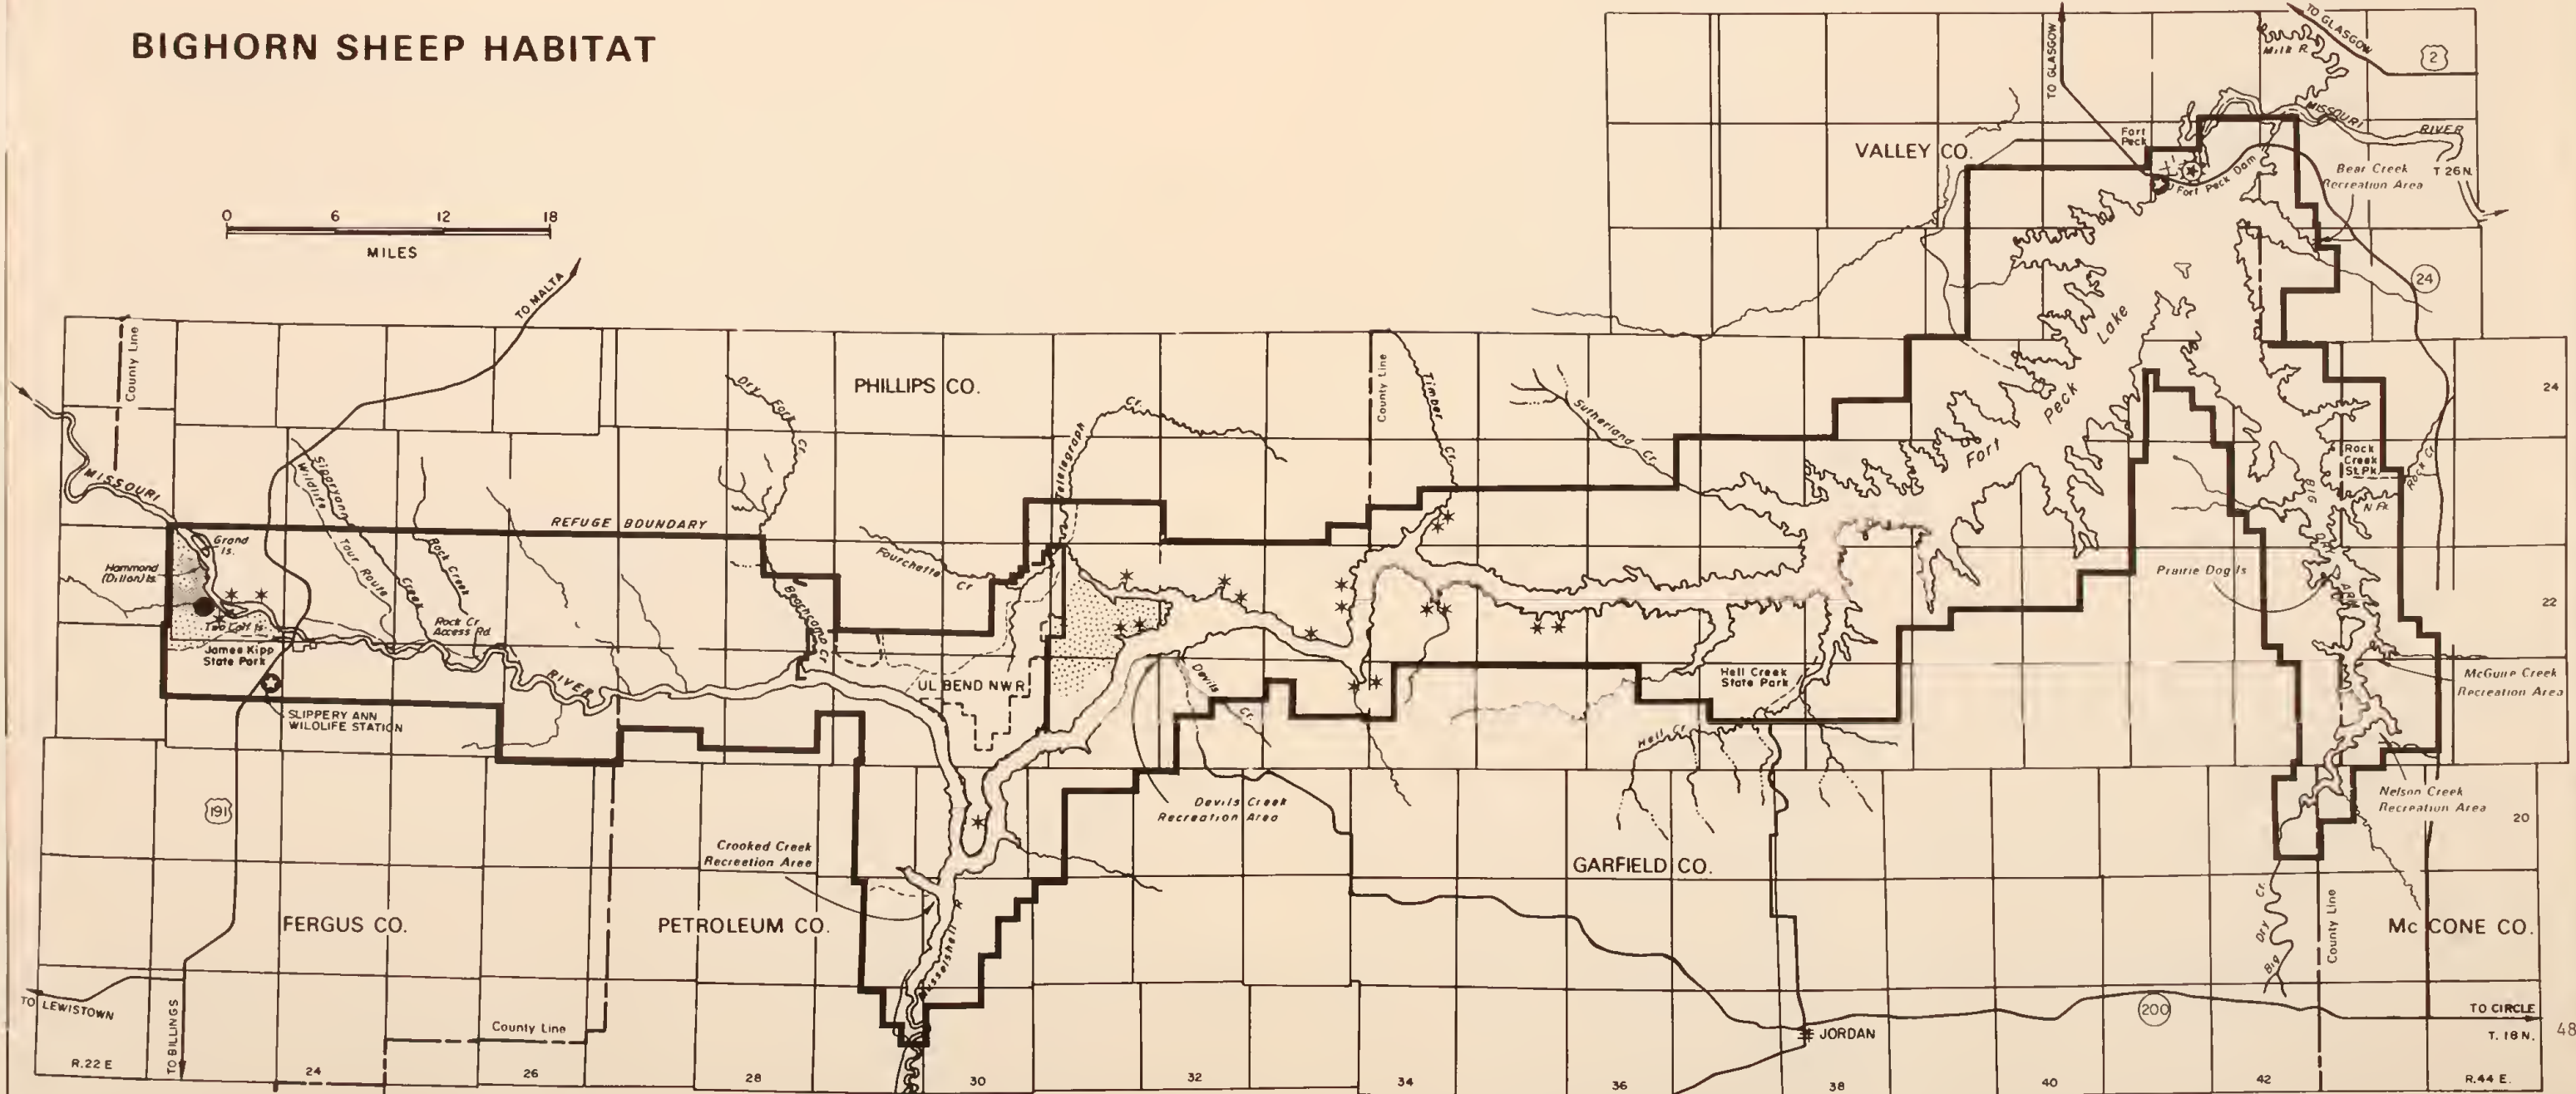 BIGHORN SHEEP HABITAT
0 6 12 18
MILES
TO MALTA
TO GLASGOW
TO GLASGOW
Milk R.
2
MISSOURI
RIVER
T 26 N.
VALLEY CO.
Fort
Peck
Fort Peck Dam
Bear Creek
Recreation Area
24
County Line
PHILLIPS CO.
County Line
Timber
Cr.
Sutherland
Cr.
Lake
Peck
Fort
24
Dry Fork
Cr.
Telegraph
Cr.
MISSOURI
Slippryann
Wildlife
Tour Route
Creek
Rock Creek
REFUGE BOUNDARY
Grand
Is.
Hammond
(Dillon) Is.
Two Calf Is.
James Kipp
State Park
Rock Cr.
Access Rd.
RIVER
Beachcamp Cr.
Fourchette
Cr
UL BEND NWR
SLIPPERY ANN
WILDLIFE STATION
Devils
Cr.
Devils Creek
Recreation Area
Hell Creek
State Park
Hell Cr.
Rock
Creek
St. Pk.
Rock Cr.
N Fk.
BIG
DRY
ARM
Prairie Dog Is
22
McGuire Creek
Recreation Area
Nelson Creek
Recreation Area
20
191
Crooked Creek
Recreetion Area
Musselshell
R
FERGUS CO.
PETROLEUM CO.
GARFIELD CO.
Mc CONE CO.
Big Dry Cr.
County Line
TO LEWISTOWN
TO BILLINGS
County Line
JORDAN
200
TO CIRCLE
T. 18 N.
48
R.22 E
24 26 28 30 32 34 36 38 40 42
R.44 E.